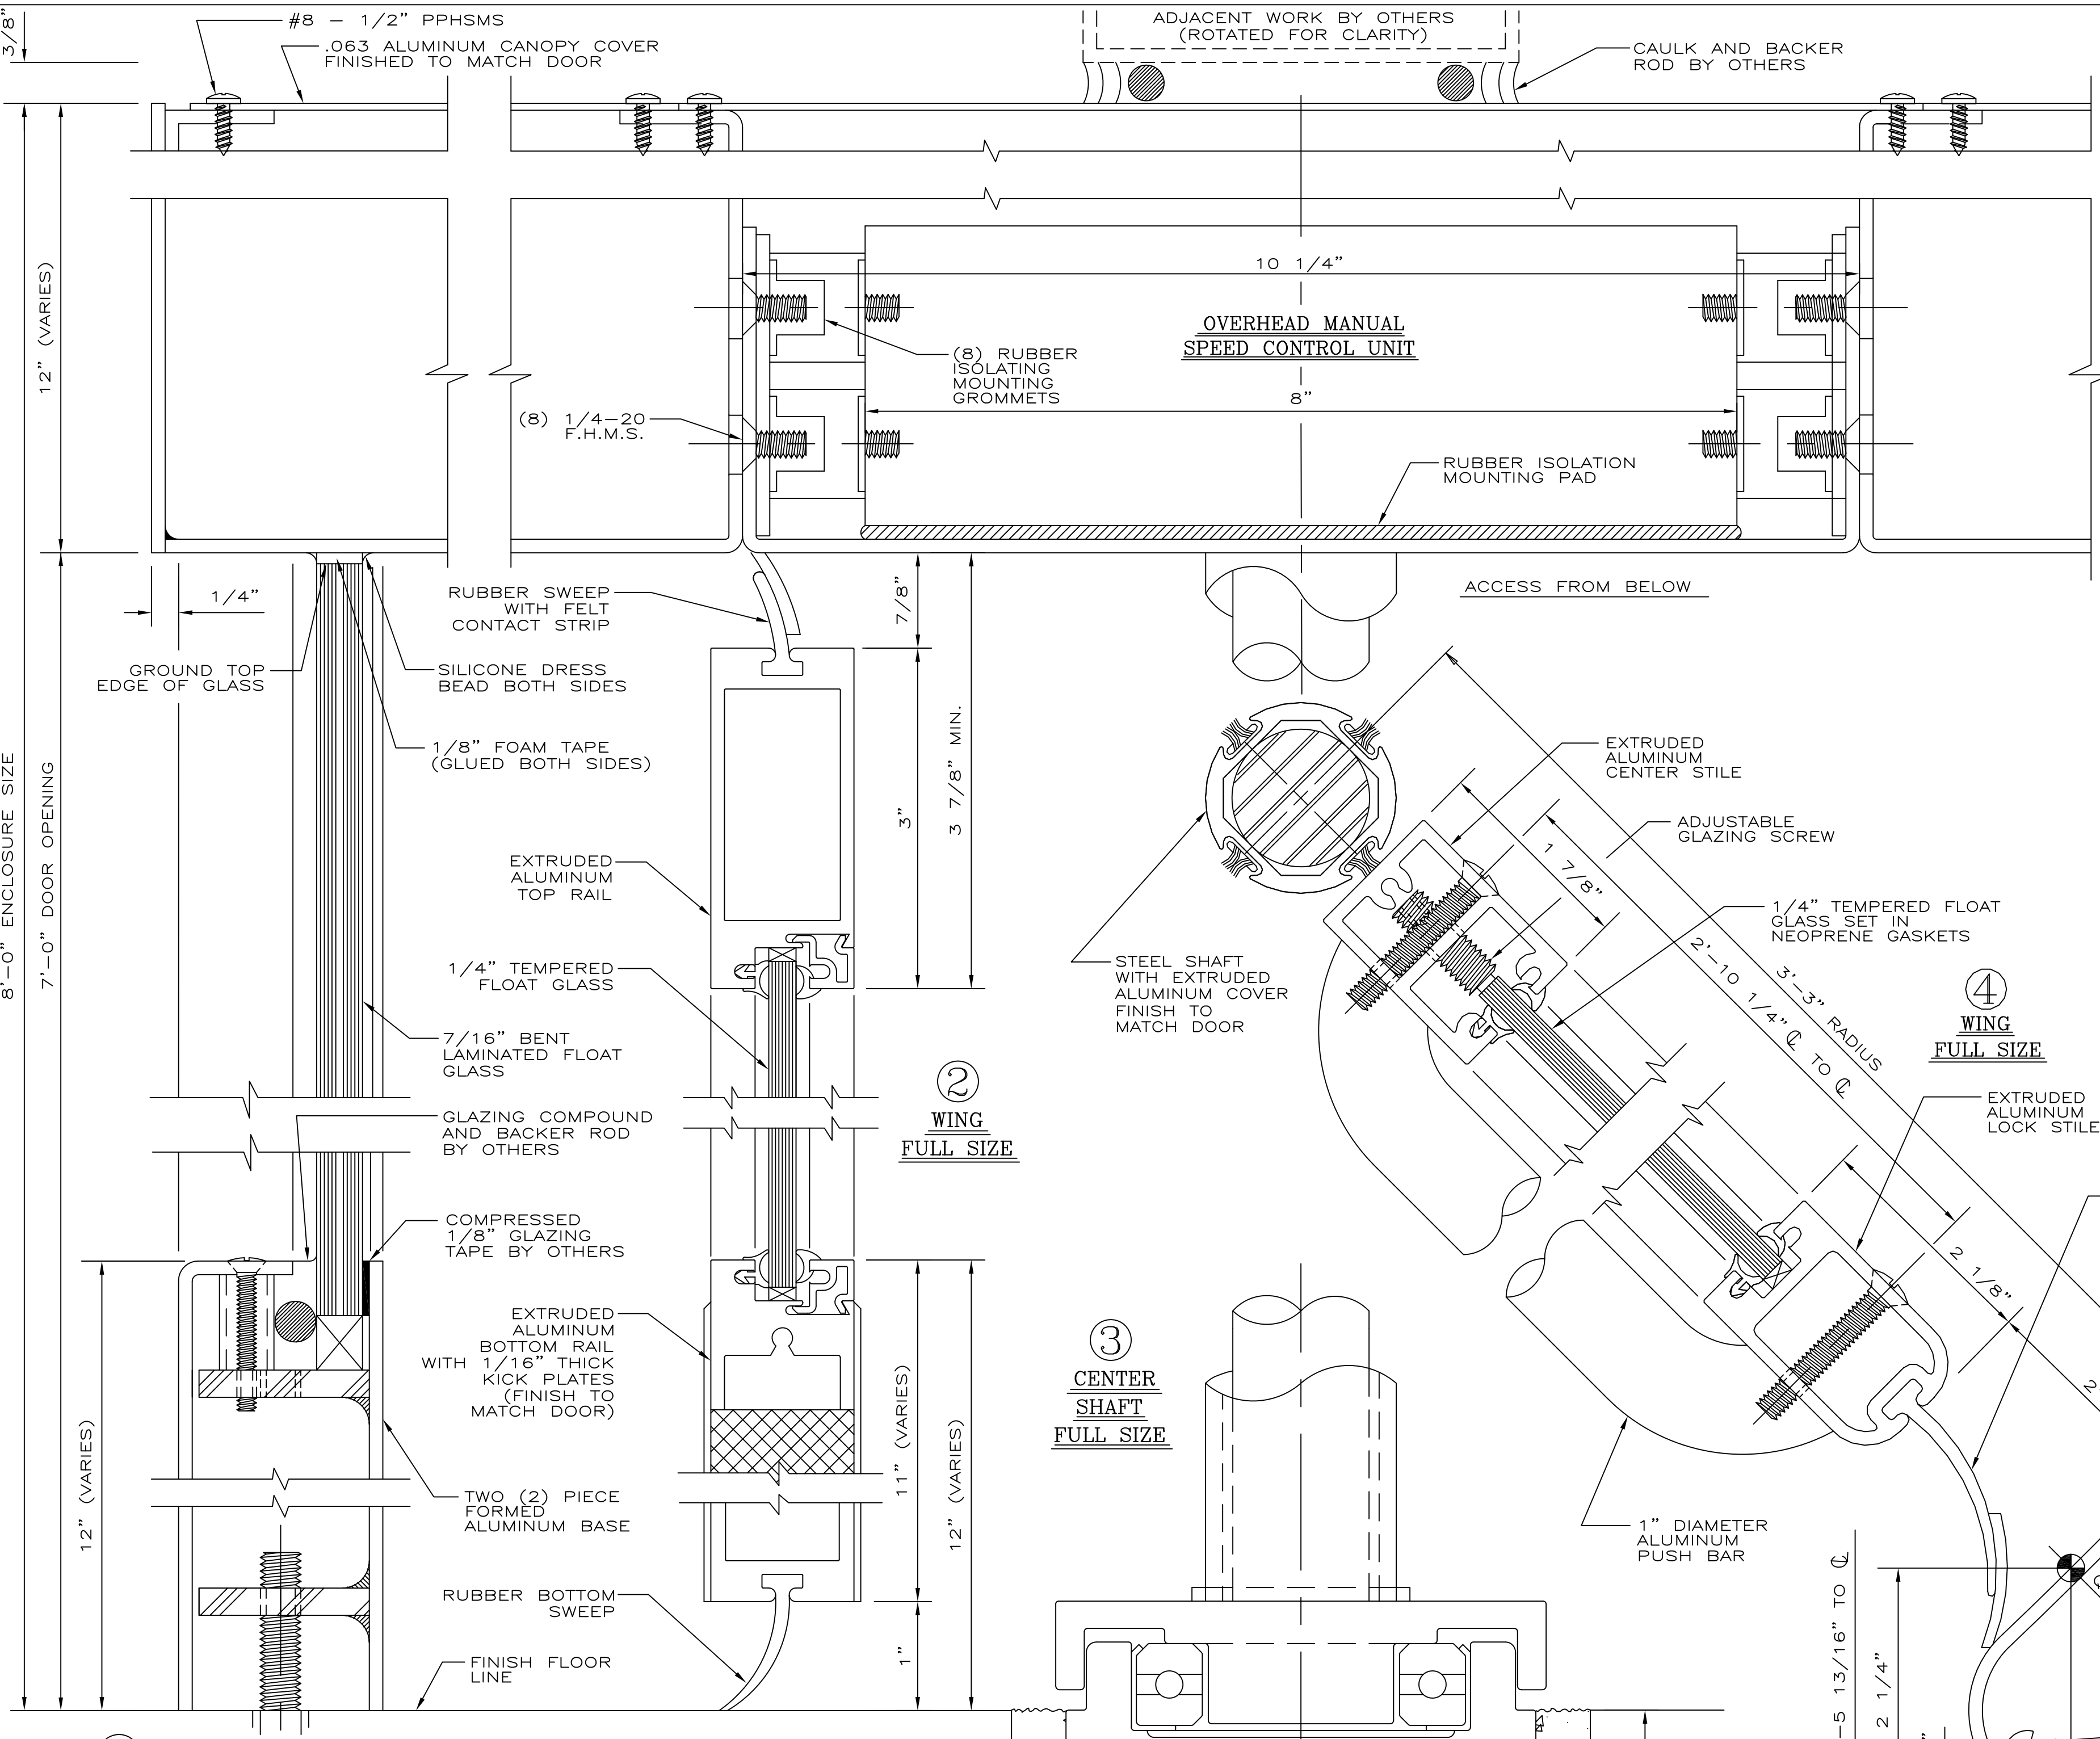 3/8”
#8 – 1/2” PPHSMS
.063 ALUMINUM CANOPY COVER
FINISHED TO MATCH DOOR
ADJACENT WORK BY OTHERS
(ROTATED FOR CLARITY)
CAULK AND BACKER
ROD BY OTHERS
12” (VARIES)
10 1/4”
OVERHEAD MANUAL
SPEED CONTROL UNIT
(8) RUBBER
ISOLATING
MOUNTING
GROMMETS
8”
(8) 1/4–20
F.H.M.S.
RUBBER ISOLATION
MOUNTING PAD
1/4”
RUBBER SWEEP
WITH FELT
CONTACT STRIP
7/8”
ACCESS FROM BELOW
GROUND TOP
EDGE OF GLASS
SILICONE DRESS
BEAD BOTH SIDES
1/8” FOAM TAPE
(GLUED BOTH SIDES)
3 7/8” MIN.
3”
8’-0” ENCLOSURE SIZE
7’-0” DOOR OPENING
EXTRUDED
ALUMINUM
CENTER STILE
ADJUSTABLE
GLAZING SCREW
1 7/8”
EXTRUDED
ALUMINUM
TOP RAIL
1/4” TEMPERED FLOAT
GLASS SET IN
NEOPRENE GASKETS
2’-10 1/4” ℄ TO ℄
3’-3” RADIUS
1/4” TEMPERED
FLOAT GLASS
STEEL SHAFT
WITH EXTRUDED
ALUMINUM COVER
FINISH TO
MATCH DOOR
4
WING
FULL SIZE
7/16” BENT
LAMINATED FLOAT
GLASS
2
WING
FULL SIZE
EXTRUDED
ALUMINUM
LOCK STILE
GLAZING COMPOUND
AND BACKER ROD
BY OTHERS
COMPRESSED
1/8” GLAZING
TAPE BY OTHERS
2 1/8”
2
EXTRUDED
ALUMINUM
BOTTOM RAIL
WITH 1/16” THICK
KICK PLATES
(FINISH TO
MATCH DOOR)
3
CENTER
SHAFT
FULL SIZE
12” (VARIES)
11” (VARIES)
12” (VARIES)
TWO (2) PIECE
FORMED
ALUMINUM BASE
1” DIAMETER
ALUMINUM
PUSH BAR
RUBBER BOTTOM
SWEEP
1”
FINISH FLOOR
LINE
-5 13/16” TO ℄
2 1/4”